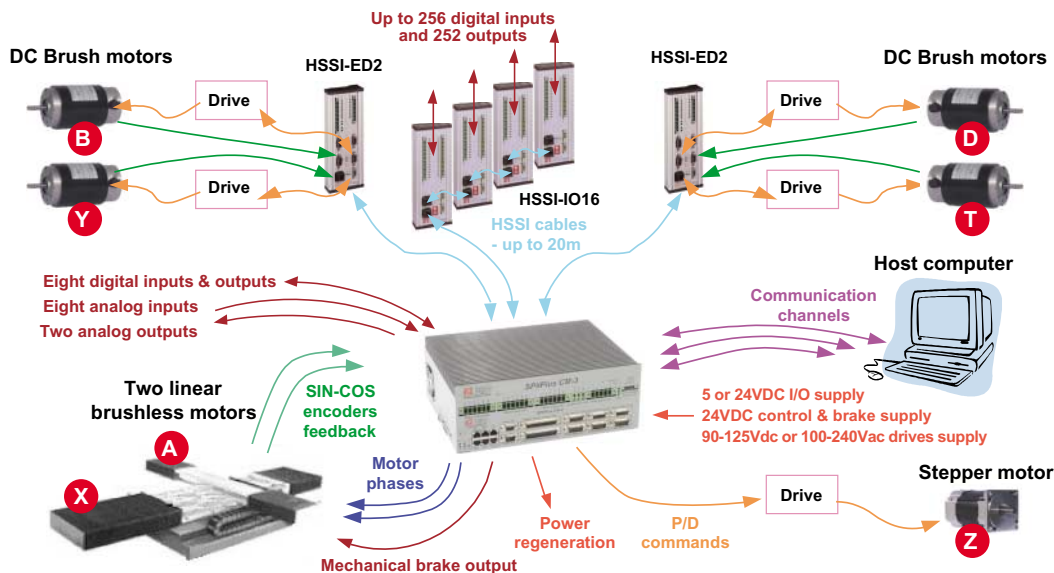 Up to 256 digital inputs
and 252 outputs
DC Brush motors
HSSI-ED2
HSSI-ED2
DC Brush motors
Drive
Drive
B
D
Drive
Drive
Y
T
HSSI-IO16
HSSI cables
- up to 20m
Eight digital inputs & outputs
Eight analog inputs
Two analog outputs
Communication
channels
Host computer
SPiiPlus CM-3
Two linear
brushless motors
SIN-COS
encoders
feedback
5 or 24VDC I/O supply
24VDC control & brake supply
90-125Vdc or 100-240Vac drives supply
A
X
Motor
phases
Mechanical brake output
Power
regeneration
P/D
commands
Drive
Stepper motor
Z